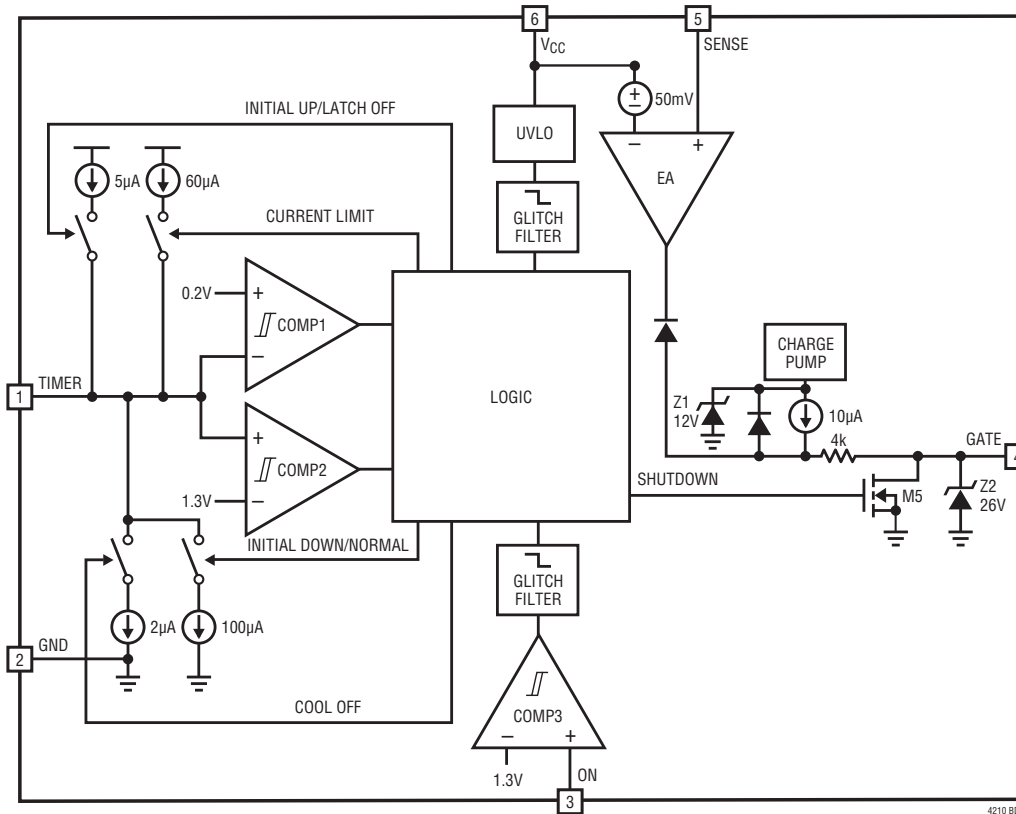 6
5
VCC
SENSE
50mV
INITIAL UP/LATCH OFF
UVLO
5µA
60µA
EA
CURRENT LIMIT
GLITCH
FILTER
0.2V
COMP1
CHARGE
PUMP
1
TIMER
LOGIC
Z1
12V
10µA
4k
GATE
COMP2
1.3V
SHUTDOWN
M5
Z2
26V
INITIAL DOWN/NORMAL
GLITCH
FILTER
2µA
100µA
2
GND
COOL OFF
COMP3
1.3V
ON
3